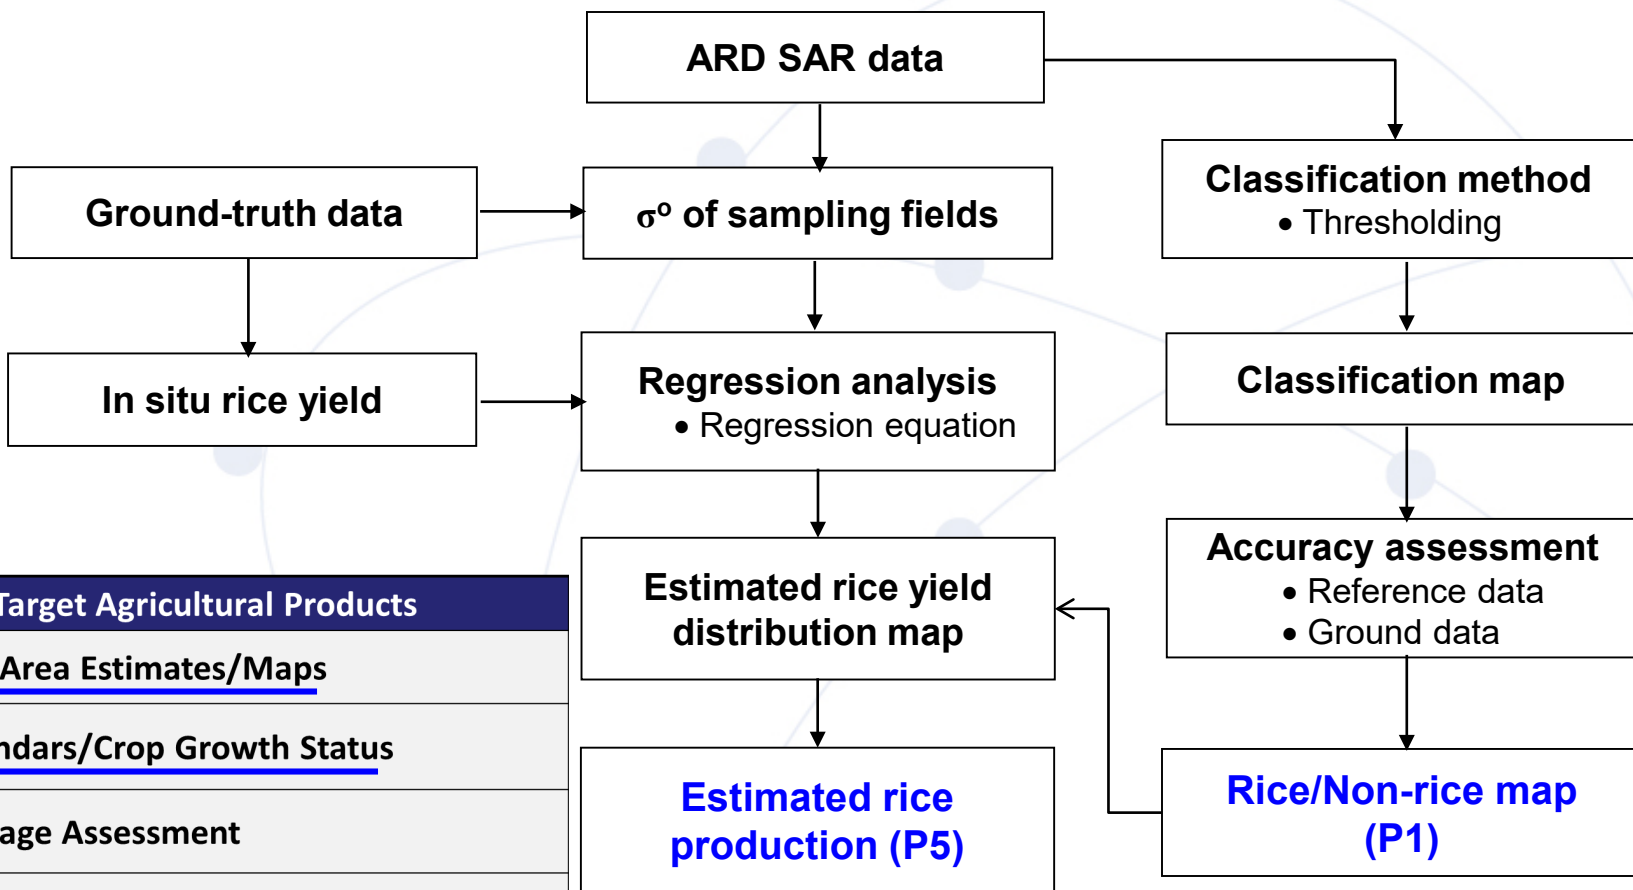 ARD SAR data
Ground-truth data
σº of sampling fields
Classification method
• Thresholding
In situ rice yield
Regression analysis
• Regression equation
Classification map
Estimated rice yield
distribution map
Accuracy assessment
• Reference data
• Ground data
Estimated rice
production (P5)
Rice/Non-rice map
(P1)
Target Agricultural Products
Area Estimates/Maps
ndars/Crop Growth Status
age Assessment